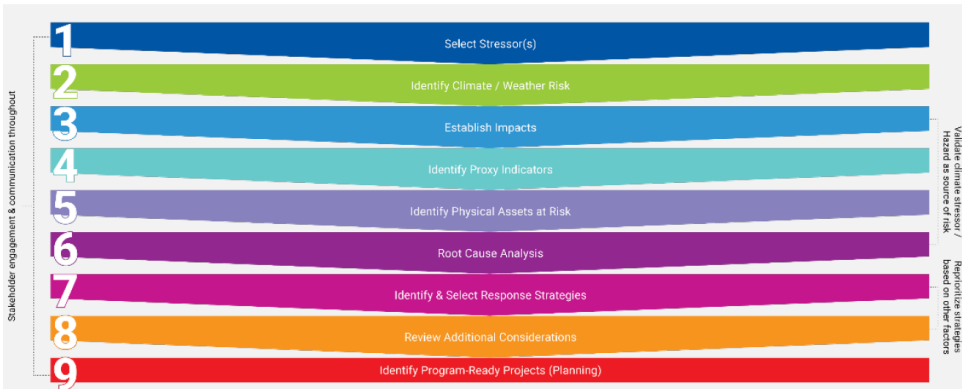 Stakeholder engagement & communication throughout
1
Select Stressor(s)
2
Identify Climate / Weather Risk
3
Establish Impacts
4
Identify Proxy Indicators
5
Identify Physical Assets at Risk
6
Root Cause Analysis
7
Identify & Select Response Strategies
8
Review Additional Considerations
9
Identify Program-Ready Projects (Planning)
Validate climate stressor /
Hazard as source of risk
Reprioritize strategies
based on other factors